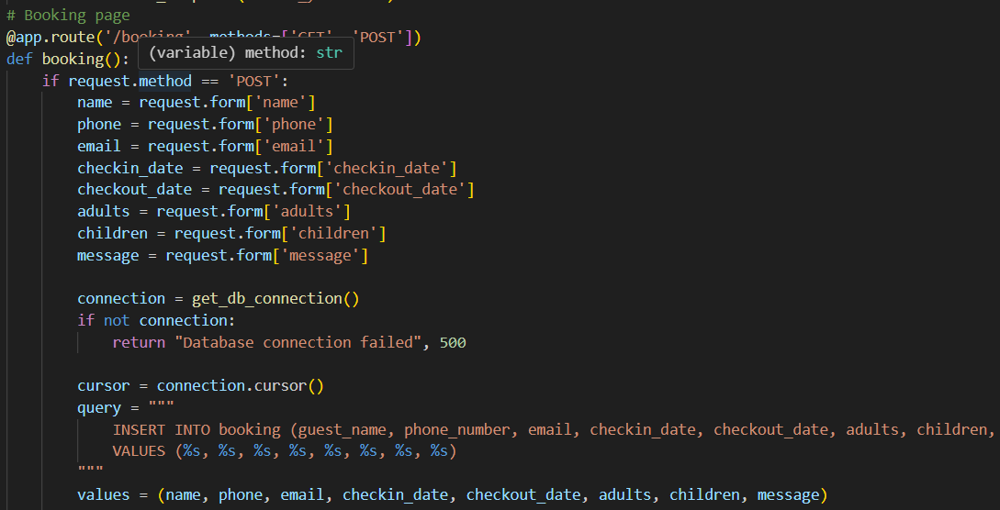 # Booking page
@app.route('/booking', methods=['GET', 'POST'])
(variable) method: str
def booking():
if request.method == 'POST':
name = request.form['name']
phone = request.form['phone']
email = request.form['email']
checkin_date = request.form['checkin_date']
checkout_date = request.form['checkout_date']
adults = request.form['adults']
children = request.form['children']
message = request.form['message']
connection = get_db_connection()
if not connection:
return "Database connection failed", 500
cursor = connection.cursor()
query = """
INSERT INTO booking (guest_name, phone_number, email, checkin_date, checkout_date, adults, children,
VALUES (%s, %s, %s, %s, %s, %s, %s, %s)
"""
values = (name, phone, email, checkin_date, checkout_date, adults, children, message)